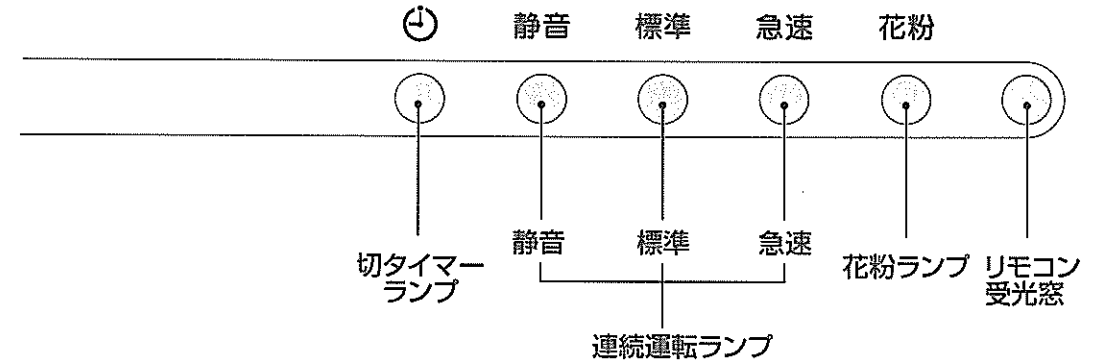 静音 標準 急速 花粉
静音 標準 急速
切タイマー
ランプ
花粉ランプ
リモコン
受光窓
連続運転ランプ